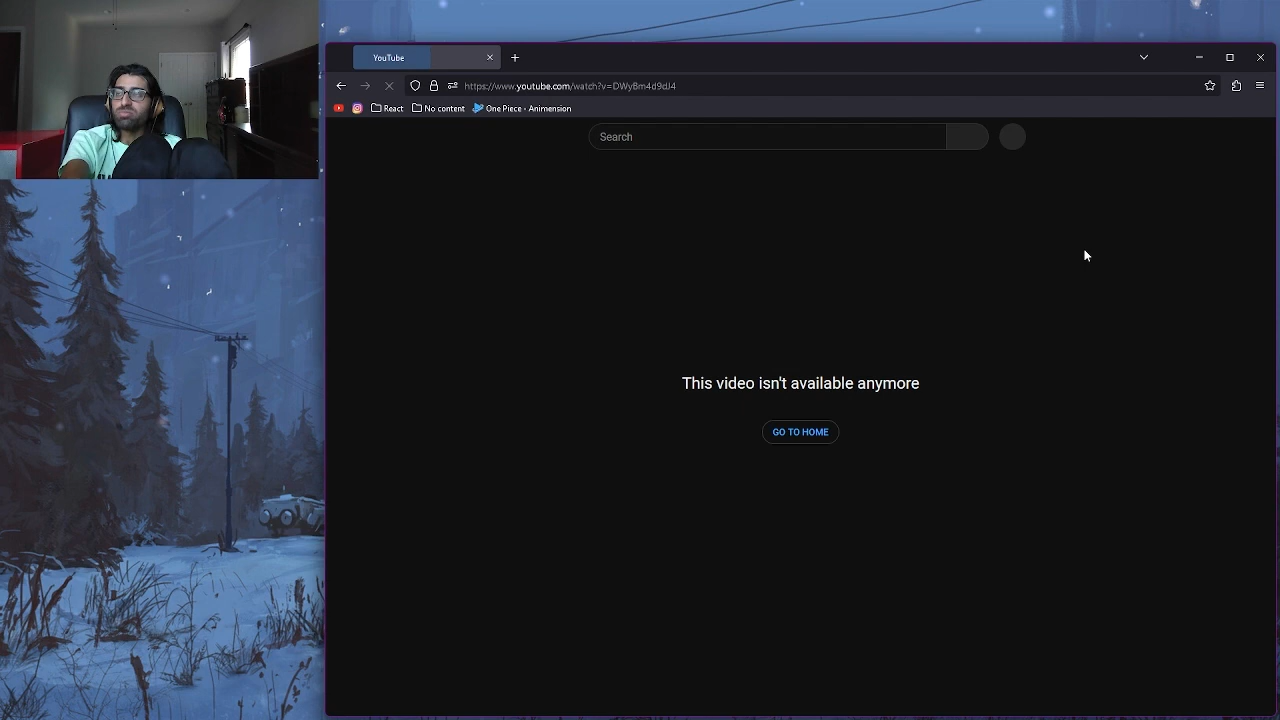 YouTube
https://www.youtube.com/watch?v=DWyBm4d9dJ4
React
No content
One Piece - Animension
Search
This video isn't available anymore
GO TO HOME